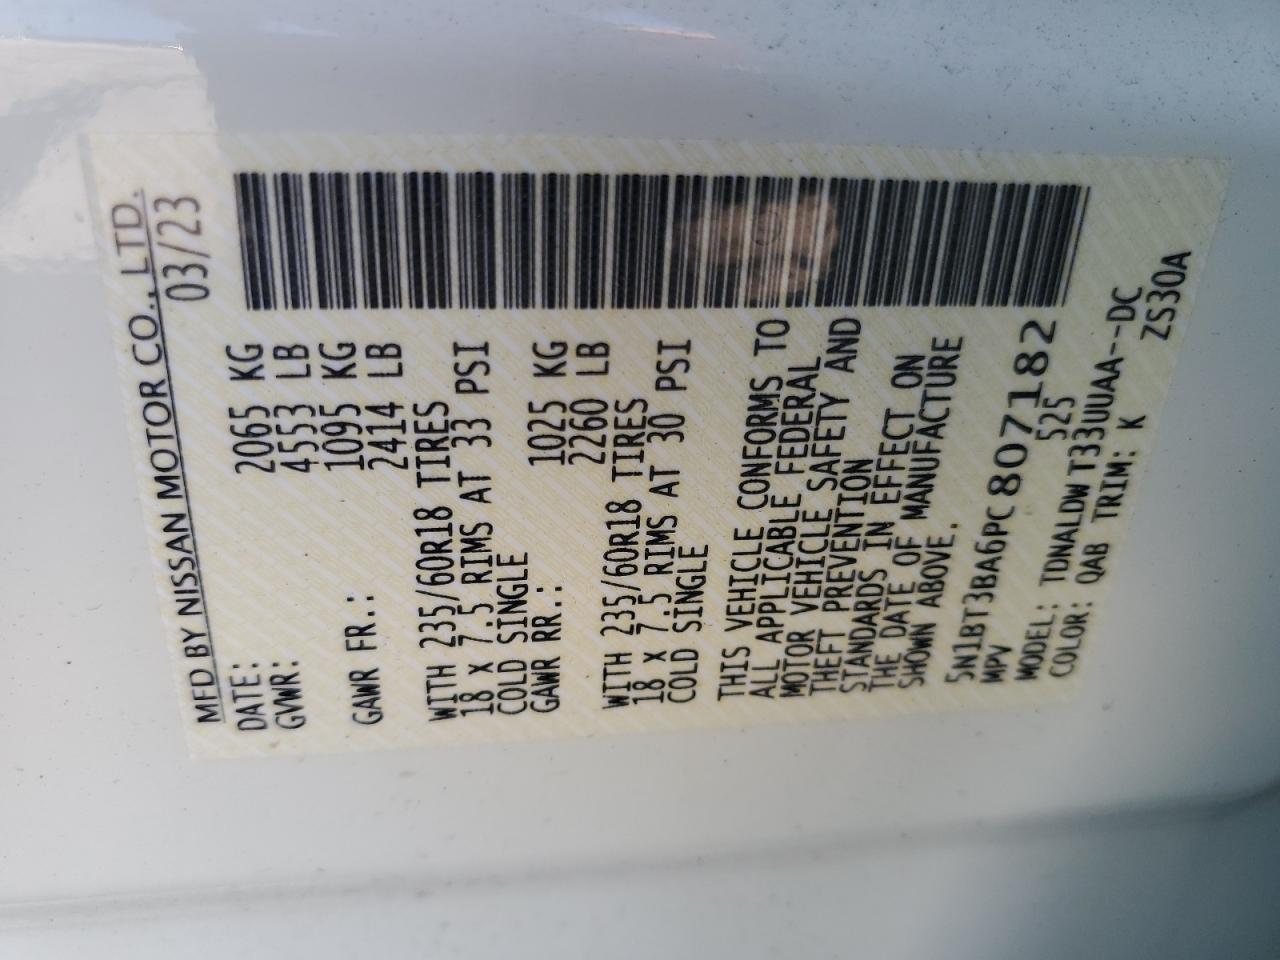 MFD BY NISSAN MOTOR CO., LTD.
DATE: 03/23
GVWR: 2065 KG
4553 LB
GAWR FR.: 1095 KG
2414 LB
WITH 235/60R18 TIRES
18 X 7.5 RIMS AT 33 PSI
COLD SINGLE
GAWR RR.: 1025 KG
2260 LB
WITH 235/60R18 TIRES
18 X 7.5 RIMS AT 30 PSI
COLD SINGLE
THIS VEHICLE CONFORMS TO
ALL APPLICABLE FEDERAL
MOTOR VEHICLE SAFETY AND
THEFT PREVENTION
STANDARDS IN EFFECT ON
THE DATE OF MANUFACTURE
SHOWN ABOVE.
5N1BT3BA6PC807182
MPV 525
MODEL: TDNALDW T33UUAA--DC
COLOR: QAB TRIM: K ZS30A